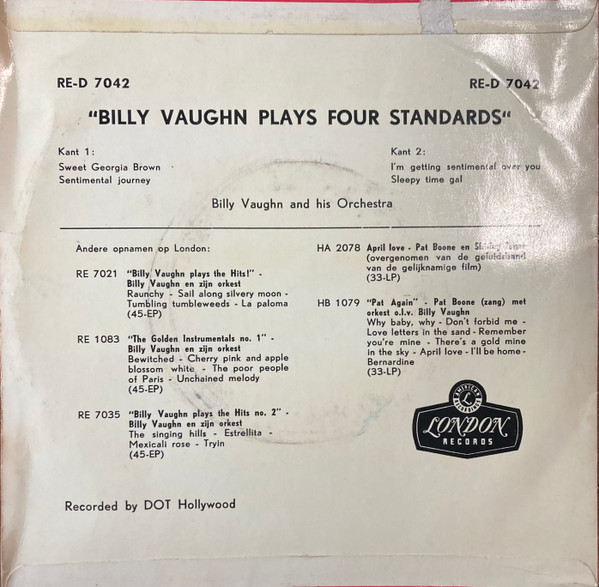 RE-D 7042
RE-D 7042
"BILLY VAUGHN PLAYS FOUR STANDARDS"
Kant 1:
Sweet Georgia Brown
Sentimental journey
Kant 2:
I'm getting sentimental over you
Sleepy time gal
Billy Vaughn and his Orchestra
Andere opnamen op London:
RE 7021 "Billy Vaughn plays the Hits!" -
Billy Vaughn en zijn orkest
Raunchy - Sail along silvery moon -
Tumbling tumbleweeds - La paloma
(45-EP)
RE 1083 "The Golden Instrumentals no. 1" -
Billy Vaughn en zijn orkest
Bewitched - Cherry pink and apple
blossom white - The poor people
of Paris - Unchained melody
(45-EP)
RE 7035 "Billy Vaughn plays the Hits no. 2" -
Billy Vaughn en zijn orkest
The singing hills - Estrellita -
Mexicali rose - Tryin
(45-EP)
HA 2078 April love - Pat Boone en Shirley Jones
(overgenomen van de geluidsband
van de gelijknamige film)
(33-LP)
HB 1079 "Pat Again" - Pat Boone (zang) met
orkest o.l.v. Billy Vaughn
Why baby, why - Don't forbid me -
Love letters in the sand - Remember
you're mine - There's a gold mine
in the sky - April love - I'll be home -
Bernardine
(33-LP)
AMERICAN
L
LONDON
RECORDS
Recorded by DOT Hollywood